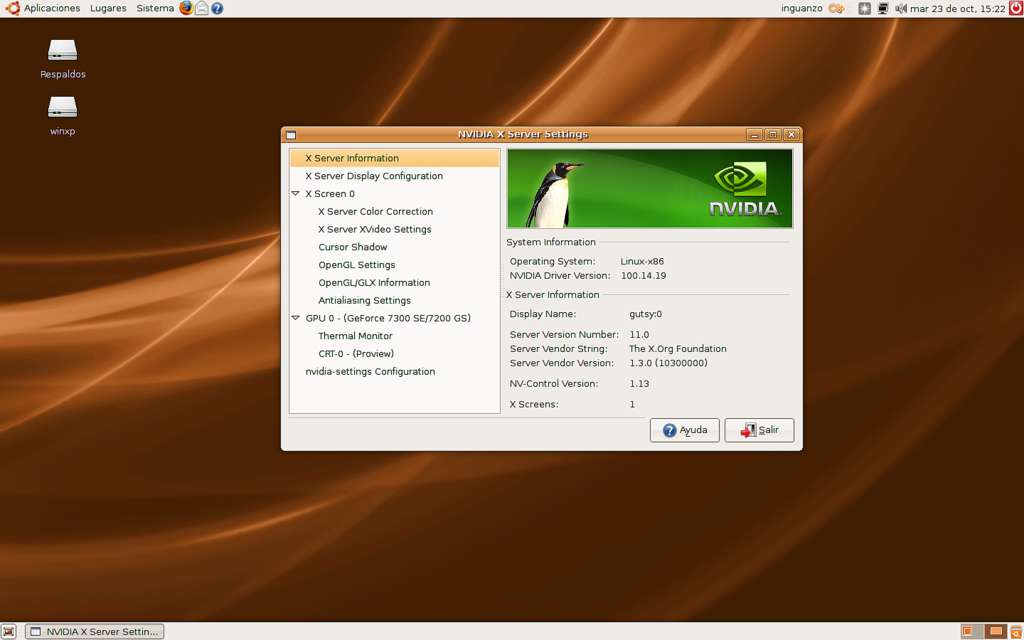 Aplicaciones Lugares Sistema inguanzo mar 23 de oct, 15:22
Respaldos
winxp
NVIDIA X Server Settings
X Server Information
X Server Display Configuration
X Screen 0
X Server Color Correction
X Server XVideo Settings
Cursor Shadow
OpenGL Settings
OpenGL/GLX Information
Antialiasing Settings
GPU 0 - (GeForce 7300 SE/7200 GS)
Thermal Monitor
CRT-0 - (Proview)
nvidia-settings Configuration
NVIDIA.
System Information
Operating System: Linux-x86
NVIDIA Driver Version: 100.14.19
X Server Information
Display Name: gutsy:0
Server Version Number: 11.0
Server Vendor String: The X.Org Foundation
Server Vendor Version: 1.3.0 (10300000)
NV-Control Version: 1.13
X Screens: 1
Ayuda Salir
NVIDIA X Server Settin...